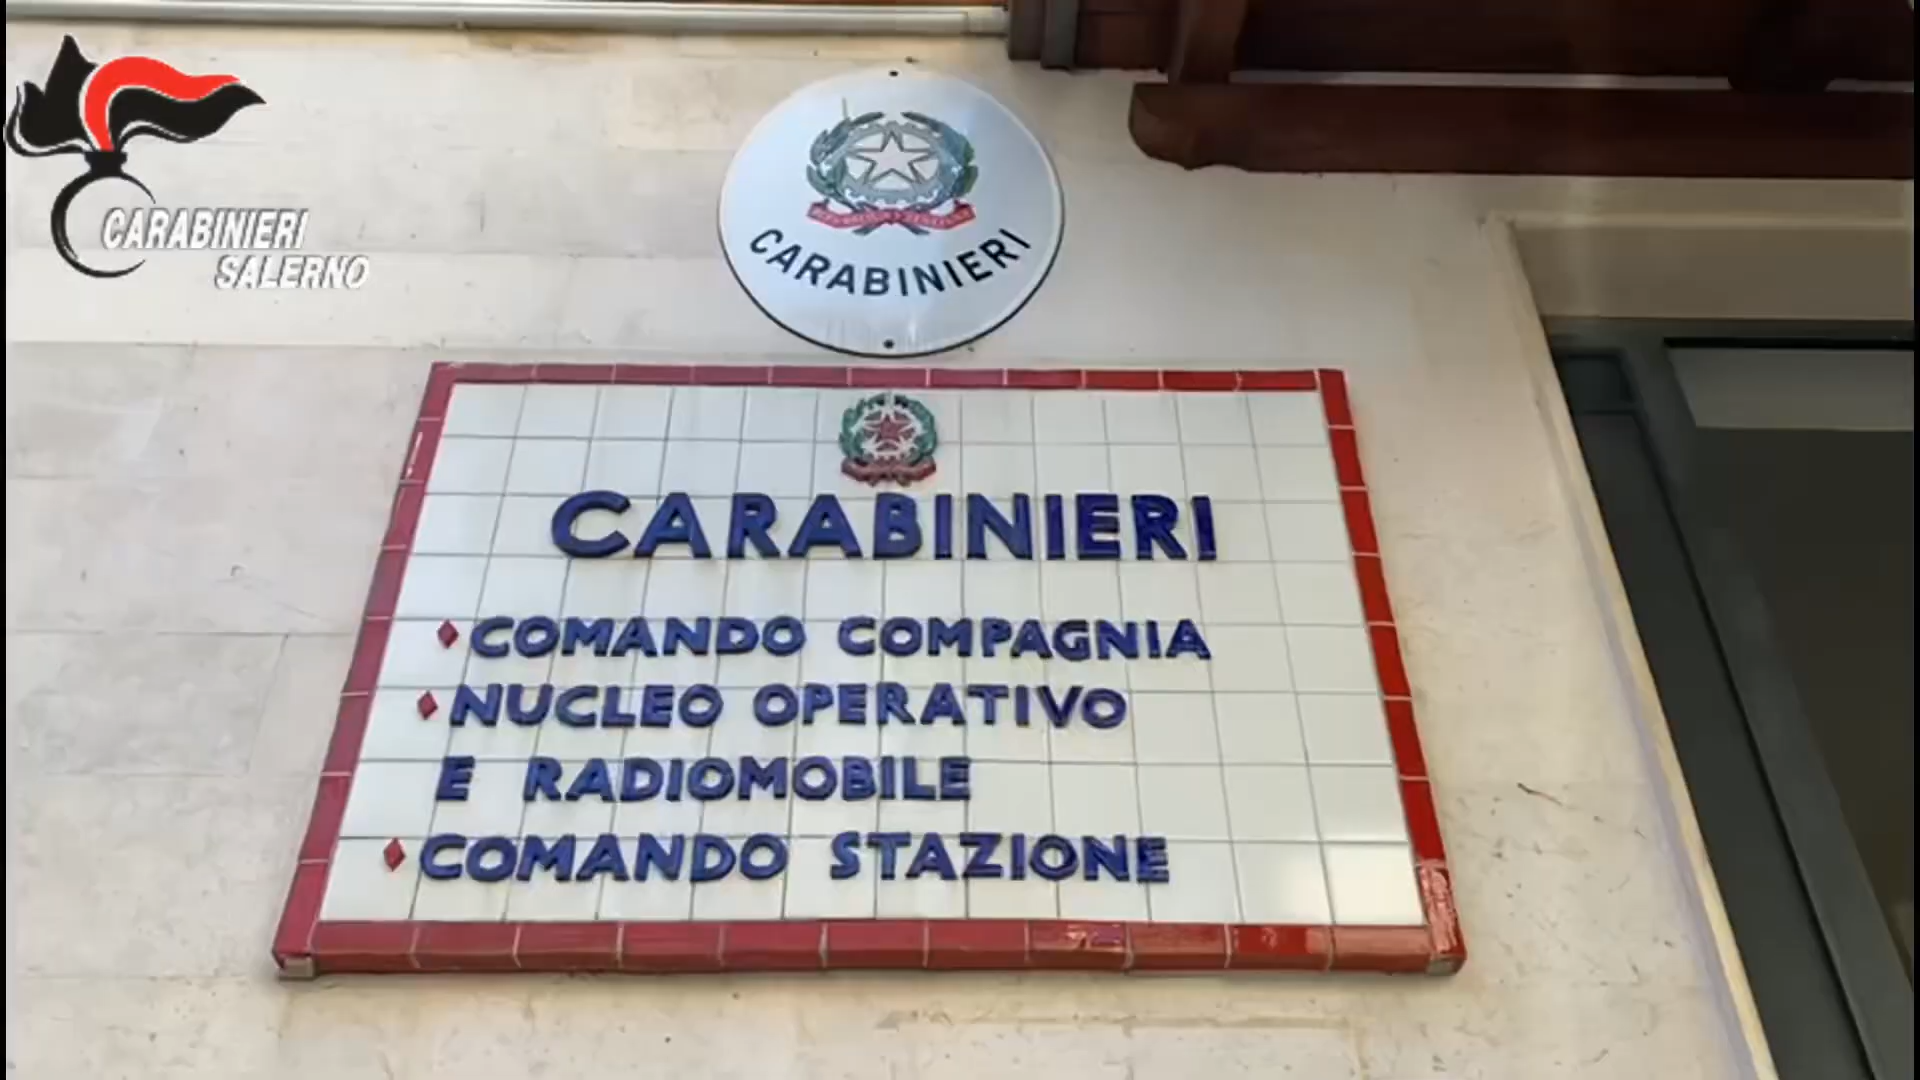 CARABINIERI
SALERNO
CARABINIERI
CARABINIERI
COMANDO COMPAGNIA
NUCLEO OPERATIVO
E RADIOMOBILE
COMANDO STAZIONE